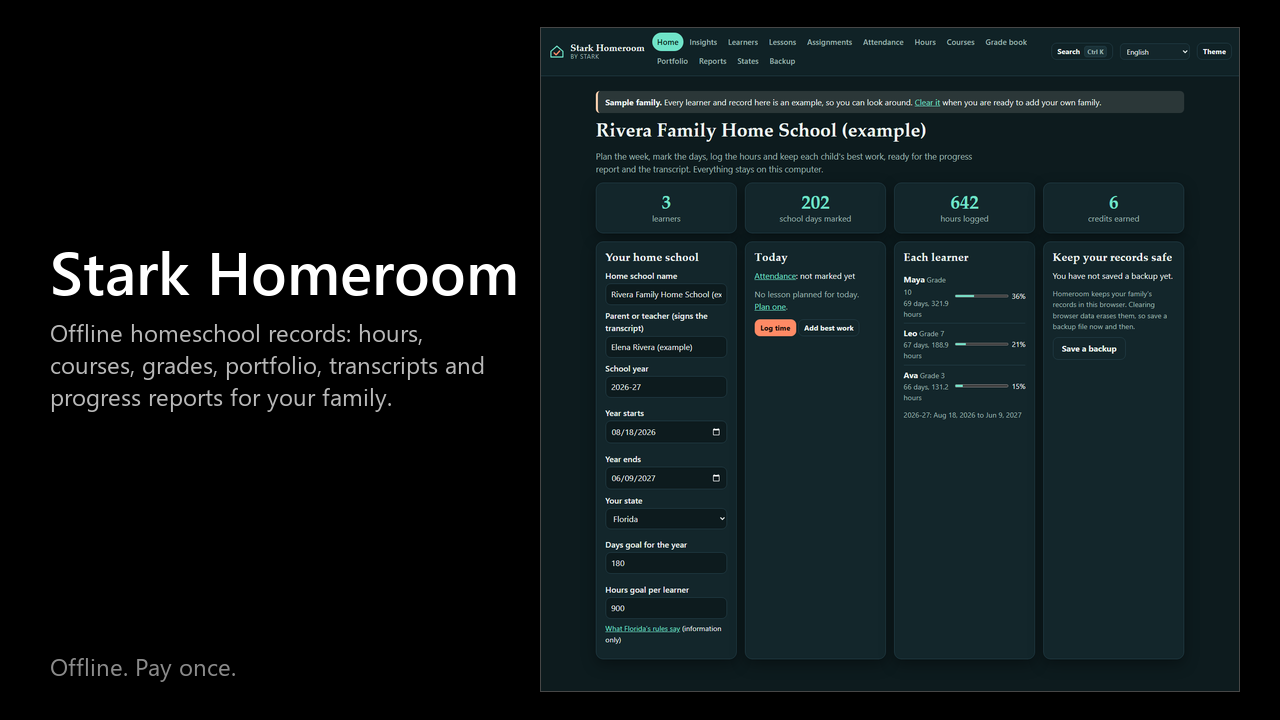 Stark Homeroom
Offline homeschool records: hours,
courses, grades, portfolio, transcripts and
progress reports for your family.
Offline. Pay once.
Stark Homeroom
BY STARK
Home Insights Learners Lessons Assignments Attendance Hours Courses Grade book
Portfolio Reports States Backup
Search Ctrl K
English
Theme
Sample family. Every learner and record here is an example, so you can look around. Clear it when you are ready to add your own family.
Rivera Family Home School (example)
Plan the week, mark the days, log the hours and keep each child's best work, ready for the progress
report and the transcript. Everything stays on this computer.
3
learners
202
school days marked
642
hours logged
6
credits earned
Your home school
Home school name
Rivera Family Home School (ex
Parent or teacher (signs the
transcript)
Elena Rivera (example)
School year
2026-27
Year starts
08/18/2026
Year ends
06/09/2027
Your state
Florida
Days goal for the year
180
Hours goal per learner
900
What Florida's rules say (information
only)
Today
Attendance: not marked yet
No lesson planned for today.
Plan one.
Log time Add best work
Each learner
Maya Grade
10
69 days, 321.9
hours
36%
Leo Grade 7
67 days, 188.9
hours
21%
Ava Grade 3
66 days, 131.2
hours
15%
2026-27: Aug 18, 2026 to Jun 9, 2027
Keep your records safe
You have not saved a backup yet.
Homeroom keeps your family's
records in this browser. Clearing
browser data erases them, so save a
backup file now and then.
Save a backup